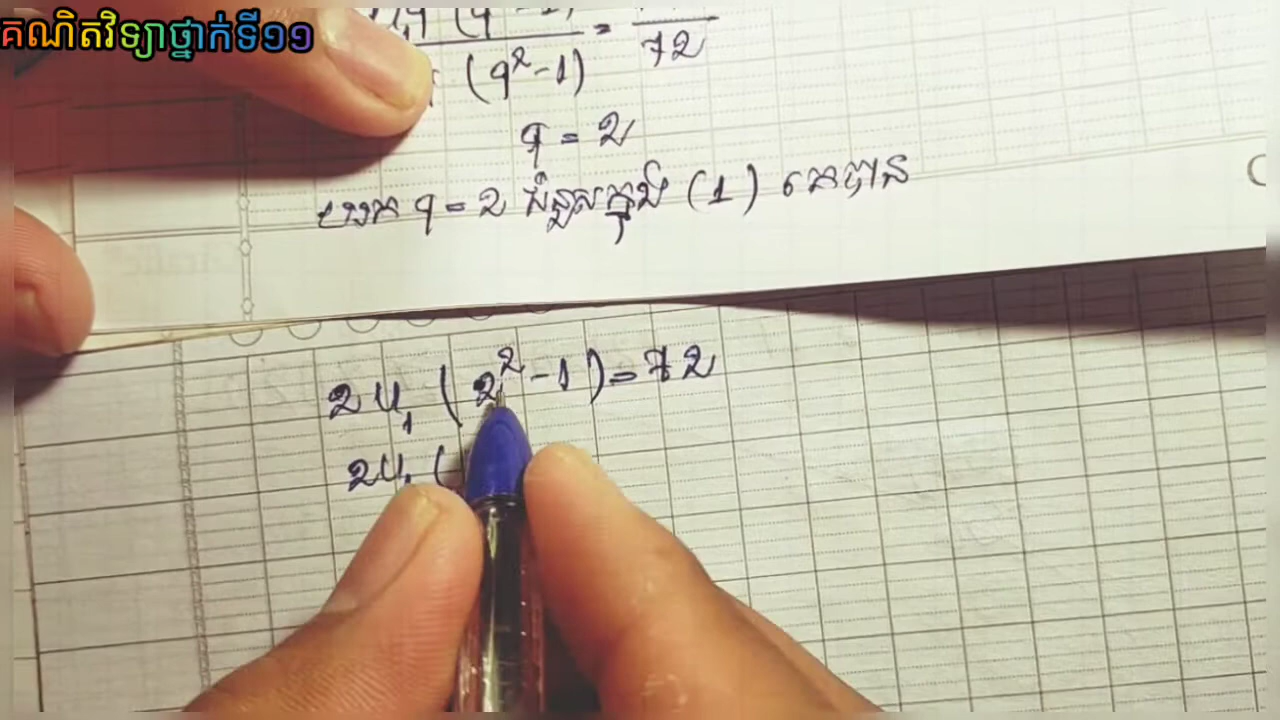 គណិតវិទ្យាថ្នាក់ទី១១
(q² - 1) = 72
q = 2
យក q = 2 ជំនួសក្នុង (1) គេបាន
2U₁ (2² - 1) = 72
2U₁ (